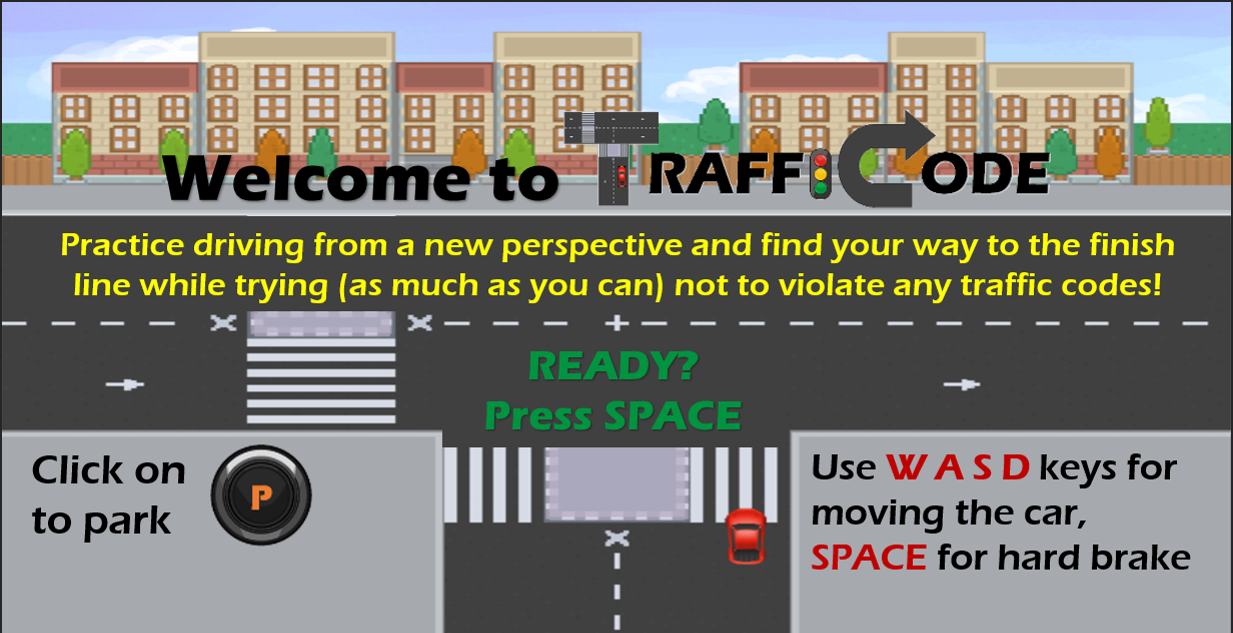 Welcome to TRAFFICODE
Practice driving from a new perspective and find your way to the finish
line while trying (as much as you can) not to violate any traffic codes!
READY?
Press SPACE
Click on
to park
P
Use W A S D keys for
moving the car,
SPACE for hard brake